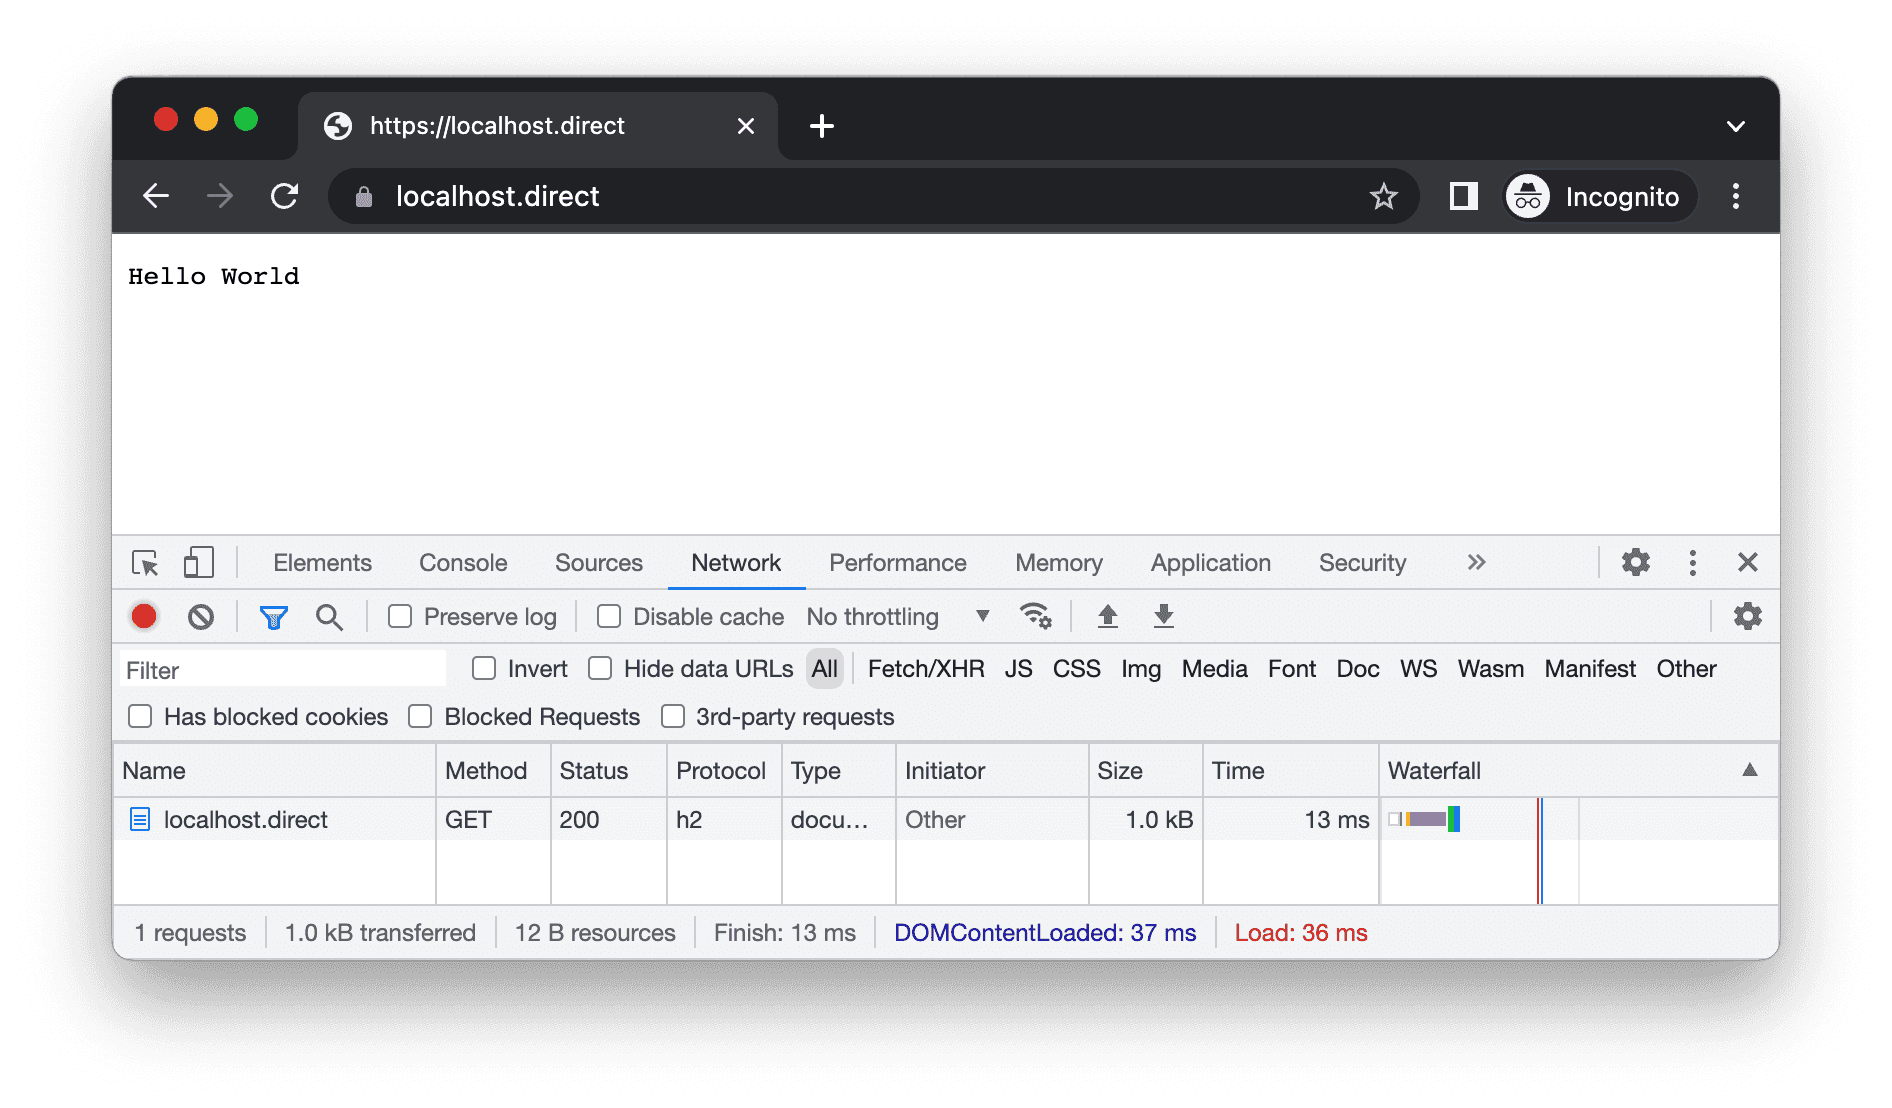 https://localhost.direct
localhost.direct Incognito
Hello World
Elements Console Sources Network Performance Memory Application Security
Preserve log Disable cache No throttling
Filter Invert Hide data URLs All Fetch/XHR JS CSS Img Media Font Doc WS Wasm Manifest Other
Has blocked cookies Blocked Requests 3rd-party requests
Name Method Status Protocol Type Initiator Size Time Waterfall
localhost.direct GET 200 h2 docu… Other 1.0 kB 13 ms
1 requests 1.0 kB transferred 12 B resources Finish: 13 ms DOMContentLoaded: 37 ms Load: 36 ms